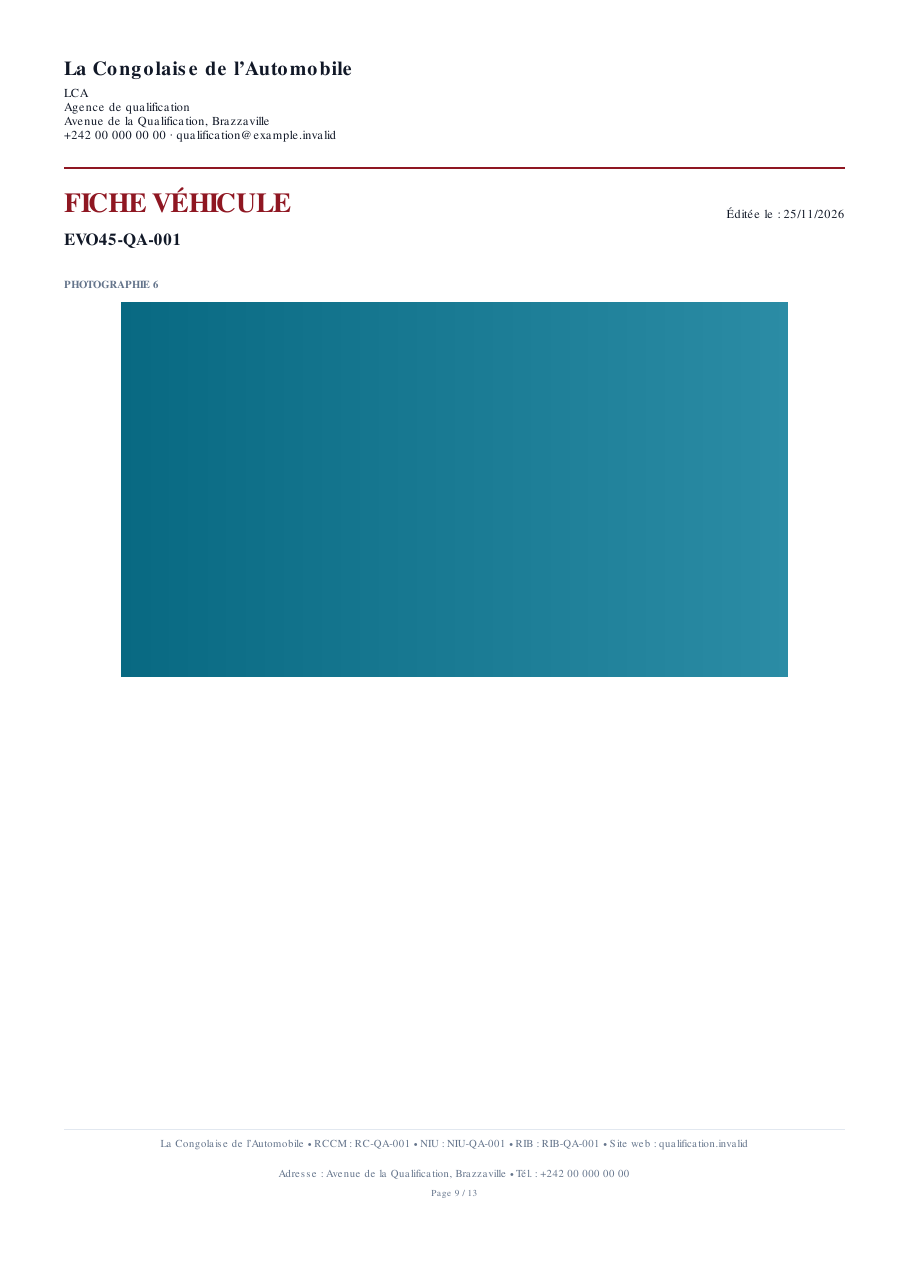 La Congolaise de l’Automobile
LCA
Agence de qualification
Avenue de la Qualification, Brazzaville
+242 00 000 00 00 · qualification@example.invalid
FICHE VÉHICULE
Éditée le : 25/11/2026
EVO45-QA-001
PHOTOGRAPHIE 6
La Congolaise de l'Automobile • RCCM : RC-QA-001 • NIU : NIU-QA-001 • RIB : RIB-QA-001 • Site web : qualification.invalid
Adresse : Avenue de la Qualification, Brazzaville • Tél. : +242 00 000 00 00
Page 9 / 13